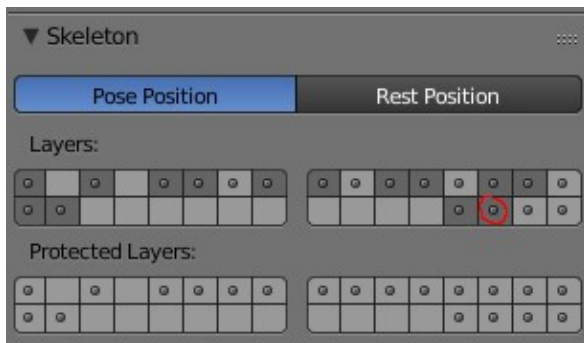 Skeleton
Pose Position Rest Position
Layers:
Protected Layers: